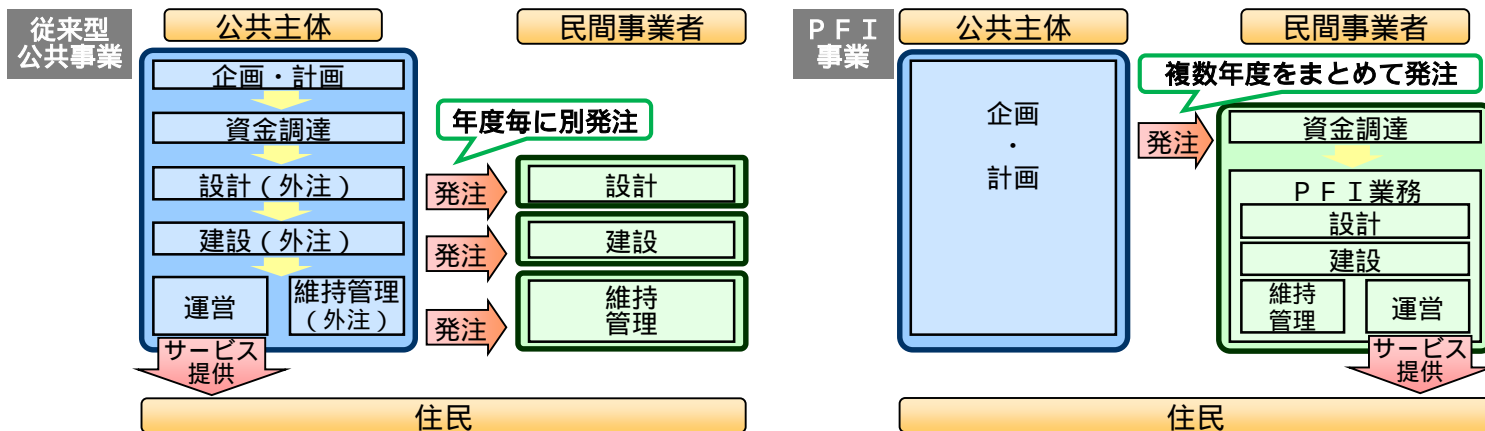 従来型
公共事業
公共主体
民間事業者
企画・計画
資金調達
設計（外注）
建設（外注）
運営
維持管理
（外注）
年度毎に別発注
発注
設計
発注
建設
発注
維持
管理
サービス
提供
住民
ＰＦＩ
事業
公共主体
民間事業者
企画
・
計画
複数年度をまとめて発注
発注
資金調達
ＰＦＩ業務
設計
建設
維持
管理
運営
サービス
提供
住民